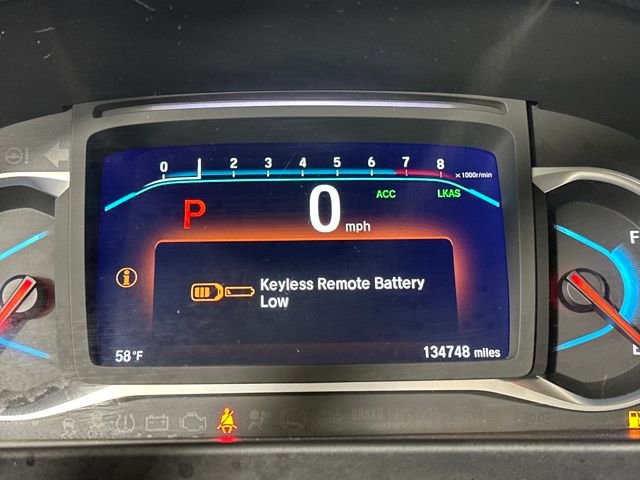 0 2 3 4 5 6 7 8 ×1000r/min
ACC LKAS
P 0 mph
F
Keyless Remote Battery
Low
E
58°F 134748 miles
BRAKE